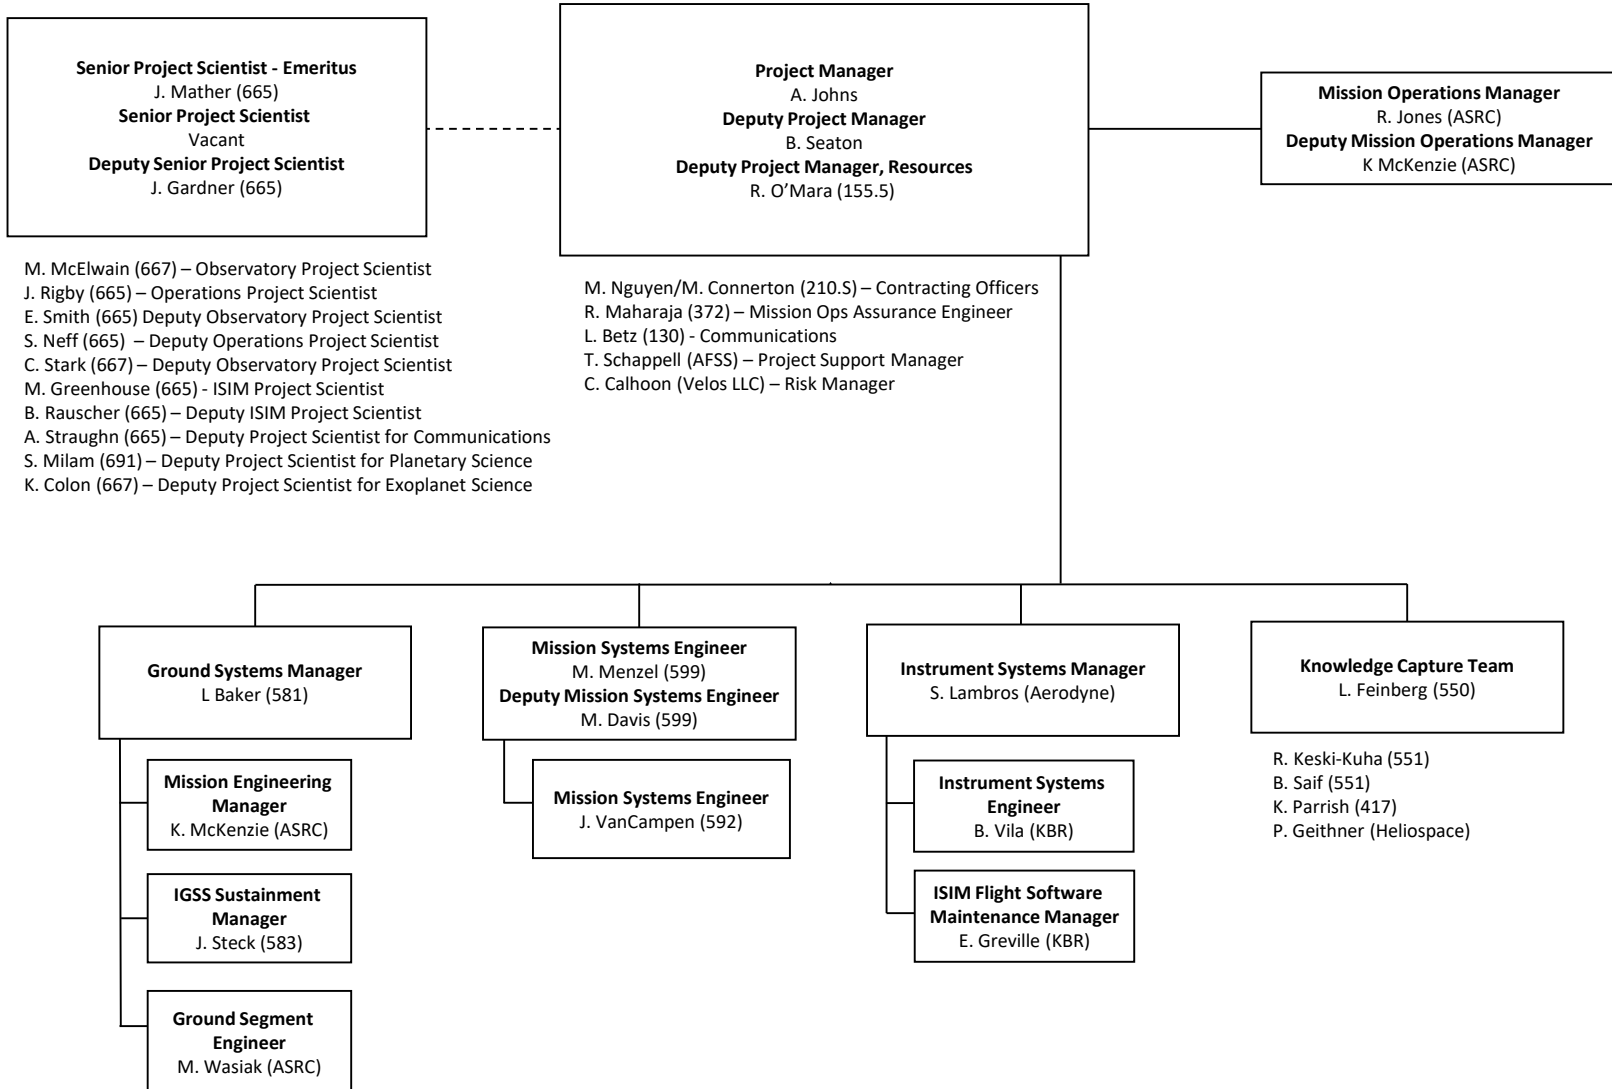 Senior Project Scientist - Emeritus
J. Mather (665)
Senior Project Scientist
Vacant
Deputy Senior Project Scientist
J. Gardner (665)
Project Manager
A. Johns
Deputy Project Manager
B. Seaton
Deputy Project Manager, Resources
R. O’Mara (155.5)
Mission Operations Manager
R. Jones (ASRC)
Deputy Mission Operations Manager
K McKenzie (ASRC)
M. McElwain (667) – Observatory Project Scientist
J. Rigby (665) – Operations Project Scientist
E. Smith (665) Deputy Observatory Project Scientist
S. Neff (665)  – Deputy Operations Project Scientist
C. Stark (667) – Deputy Observatory Project Scientist
M. Greenhouse (665) - ISIM Project Scientist
B. Rauscher (665) – Deputy ISIM Project Scientist
A. Straughn (665) – Deputy Project Scientist for Communications
S. Milam (691) – Deputy Project Scientist for Planetary Science
K. Colon (667) – Deputy Project Scientist for Exoplanet Science
M. Nguyen/M. Connerton (210.S) – Contracting Officers
R. Maharaja (372) – Mission Ops Assurance Engineer
L. Betz (130) - Communications
T. Schappell (AFSS) – Project Support Manager
C. Calhoon (Velos LLC) – Risk Manager
Ground Systems Manager
L Baker (581)
Mission Engineering
Manager
K. McKenzie (ASRC)
IGSS Sustainment
Manager
J. Steck (583)
Ground Segment
Engineer
M. Wasiak (ASRC)
Mission Systems Engineer
M. Menzel (599)
Deputy Mission Systems Engineer
M. Davis (599)
Mission Systems Engineer
J. VanCampen (592)
Instrument Systems Manager
S. Lambros (Aerodyne)
Instrument Systems
Engineer
B. Vila (KBR)
ISIM Flight Software
Maintenance Manager
E. Greville (KBR)
Knowledge Capture Team
L. Feinberg (550)
R. Keski-Kuha (551)
B. Saif (551)
K. Parrish (417)
P. Geithner (Heliospace)